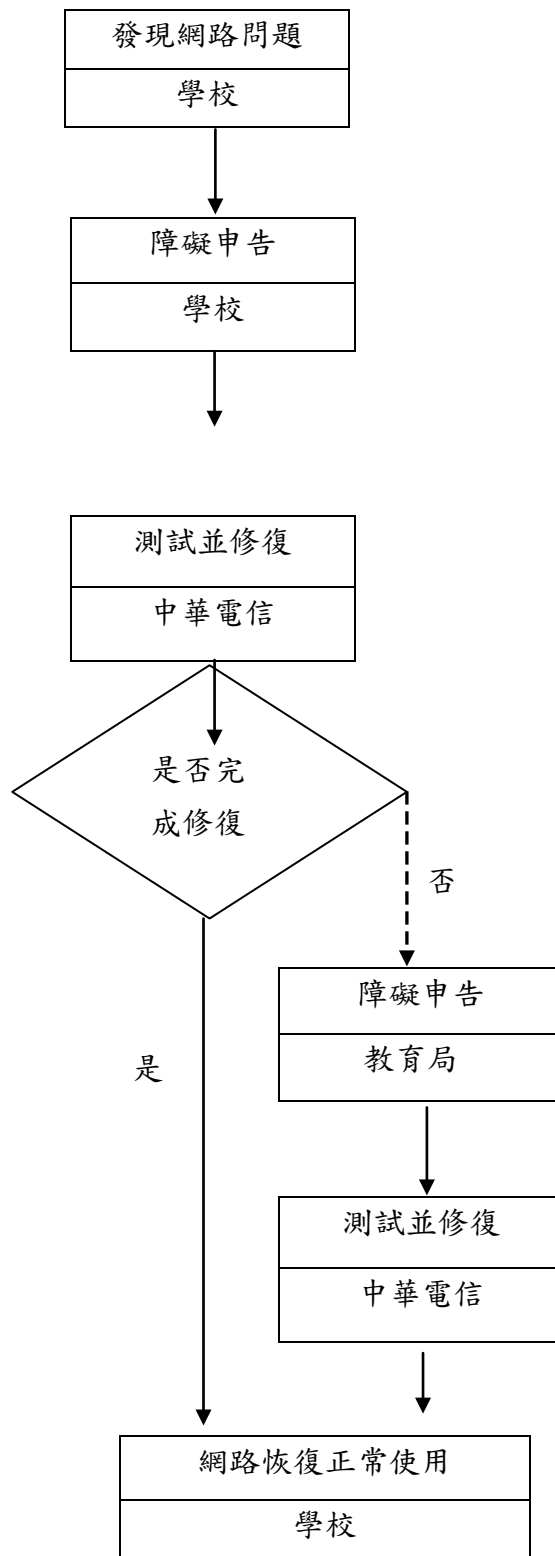 發現網路問題
學校
障礙申告
學校
測試並修復
中華電信
是否完
成修復
否
障礙申告
教育局
是
測試並修復
中華電信
網路恢復正常使用
學校